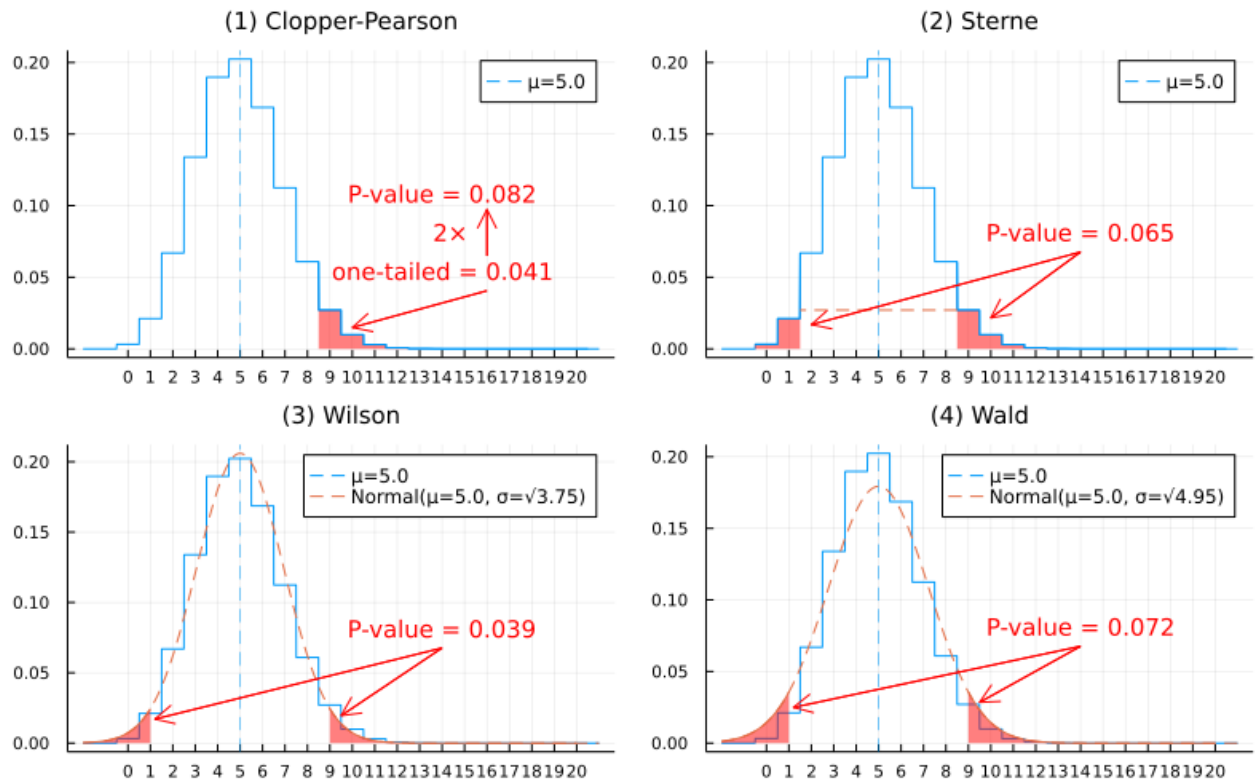 (1) Clopper-Pearson
μ=5.0
0.20
0.15
0.10
0.05
0.00
P-value = 0.082
2×
one-tailed = 0.041
0 1 2 3 4 5 6 7 8 9 10 11 12 13 14 15 16 17 18 19 20
(2) Sterne
μ=5.0
0.20
0.15
0.10
0.05
0.00
P-value = 0.065
0 1 2 3 4 5 6 7 8 9 10 11 12 13 14 15 16 17 18 19 20
(3) Wilson
μ=5.0
Normal(μ=5.0, σ=√3.75)
0.20
0.15
0.10
0.05
0.00
P-value = 0.039
0 1 2 3 4 5 6 7 8 9 10 11 12 13 14 15 16 17 18 19 20
(4) Wald
μ=5.0
Normal(μ=5.0, σ=√4.95)
0.20
0.15
0.10
0.05
0.00
P-value = 0.072
0 1 2 3 4 5 6 7 8 9 10 11 12 13 14 15 16 17 18 19 20